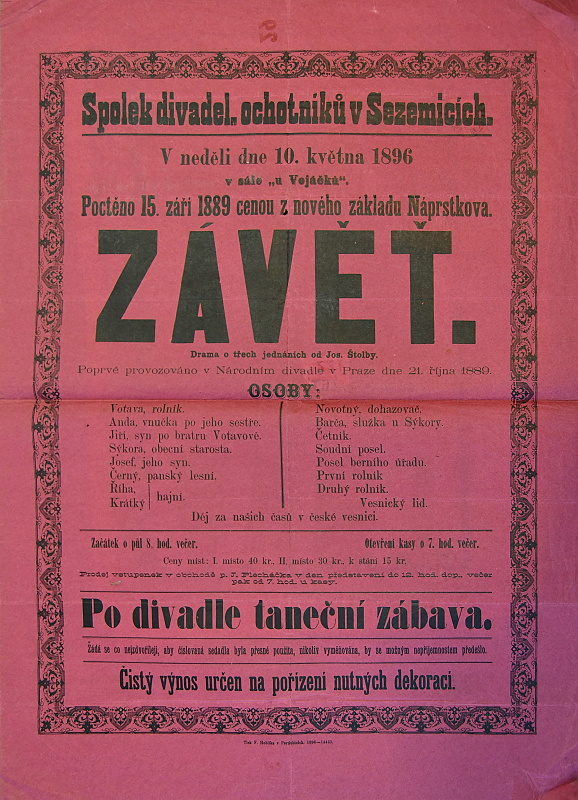 Spolek divadel. ochotníků v Sezemicích.
V neděli dne 10. května 1896
v sále „u Vojáčků“.
Poctěno 15. září 1889 cenou z nového základu Náprstkova.
ZÁVĚŤ.
Drama o třech jednáních od Jos. Štolby.
Poprvé provozováno v Národním divadle v Praze dne 21. října 1889.
OSOBY:
Votava, rolník.
Anda, vnučka po jeho sestře.
Jiří, syn po bratru Votavově.
Sýkora, obecní starosta.
Josef, jeho syn.
Černý, panský lesní.
Říha,
Krátký
hajní.
Novotný, dohazovač.
Barča, služka u Sýkory.
Četník.
Soudní posel.
Posel berního úřadu.
První rolník
Druhý rolník.
Vesnický lid.
Děj za našich časů v české vesnici.
Začátek o půl 8. hod. večer.
Otevření kasy o 7. hod. večer.
Ceny míst: I. místo 40 kr., II. místo 30 kr., k stání 15 kr.
Prodej vstupenek v obchodě p. J. Plecháčka v den představení do 12. hod. dop., večer
pak od 7. hod. u kasy.
Po divadle taneční zábava.
Žádá se co nejzdvořileji, aby číslovaná sedadla byla přesně použita, nikoliv vyměňována, by se možným nepříjemnostem předešlo.
Čistý výnos určen na pořízení nutných dekorací.
Tisk F. v Pardubicích. 1896